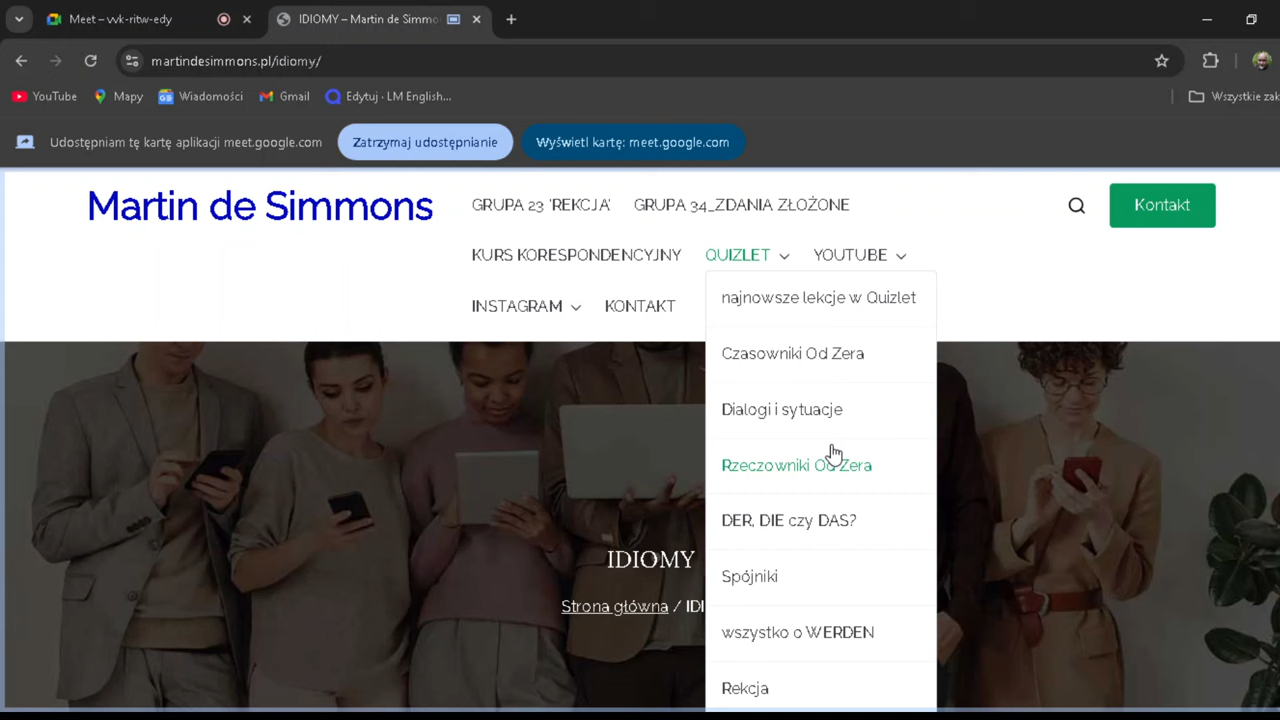 Meet – vvk-ritw-edy
IDIOMY – Martin de Simmo
martindesimmons.pl/idiomy/
YouTube
Mapy
Wiadomości
Gmail
Edytuj · LM English...
Wszystkie zak
Udostępniam tę kartę aplikacji meet.google.com
Zatrzymaj udostępnianie
Wyświetl kartę: meet.google.com
Martin de Simmons
GRUPA 23 'REKCJA'
GRUPA 34_ZDANIA ZŁOŻONE
Kontakt
KURS KORESPONDENCYJNY
QUIZLET
YOUTUBE
INSTAGRAM
KONTAKT
najnowsze lekcje w Quizlet
Czasowniki Od Zera
Dialogi i sytuacje
Rzeczowniki Od Zera
DER, DIE czy DAS?
Spójniki
wszystko o WERDEN
Rekcja
IDIOMY
Strona główna / IDI